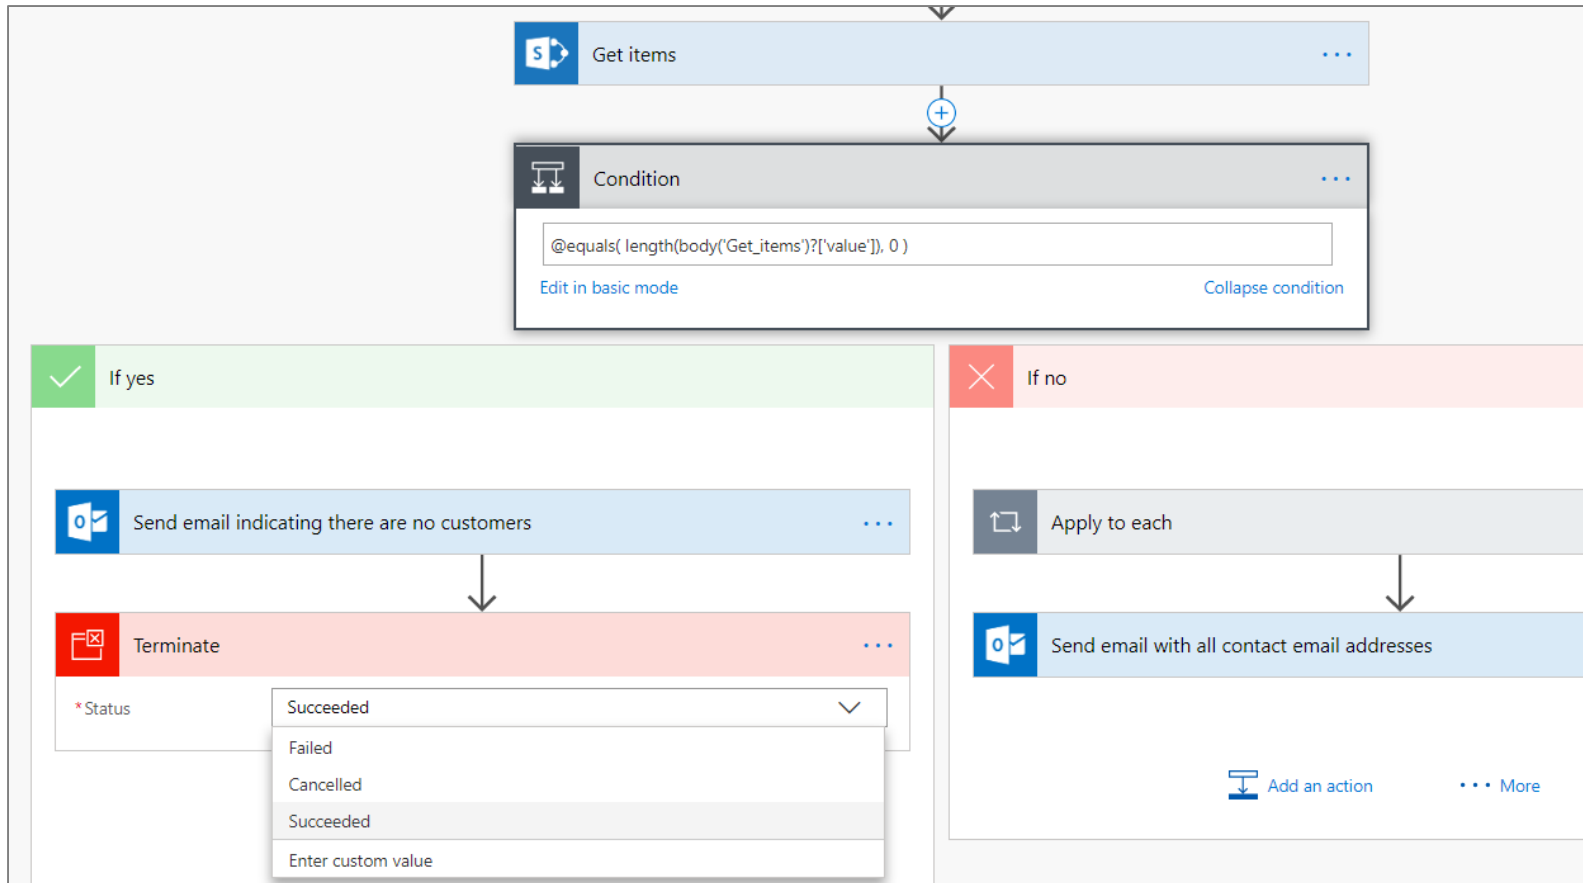 Get items
Condition
@equals( length(body('Get_items')?['value']), 0 )
Edit in basic mode
Collapse condition
If yes
If no
Send email indicating there are no customers
Apply to each
Terminate
Send email with all contact email addresses
*Status
Succeeded
Failed
Cancelled
Succeeded
Enter custom value
Add an action
More